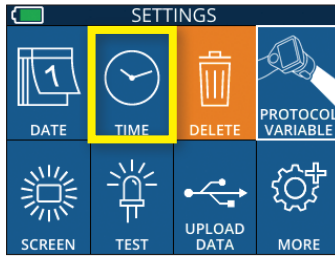 SETTINGS
1
DATE
TIME
DELETE
PROTOCOL
VARIABLE
SCREEN
TEST
UPLOAD
DATA
MORE